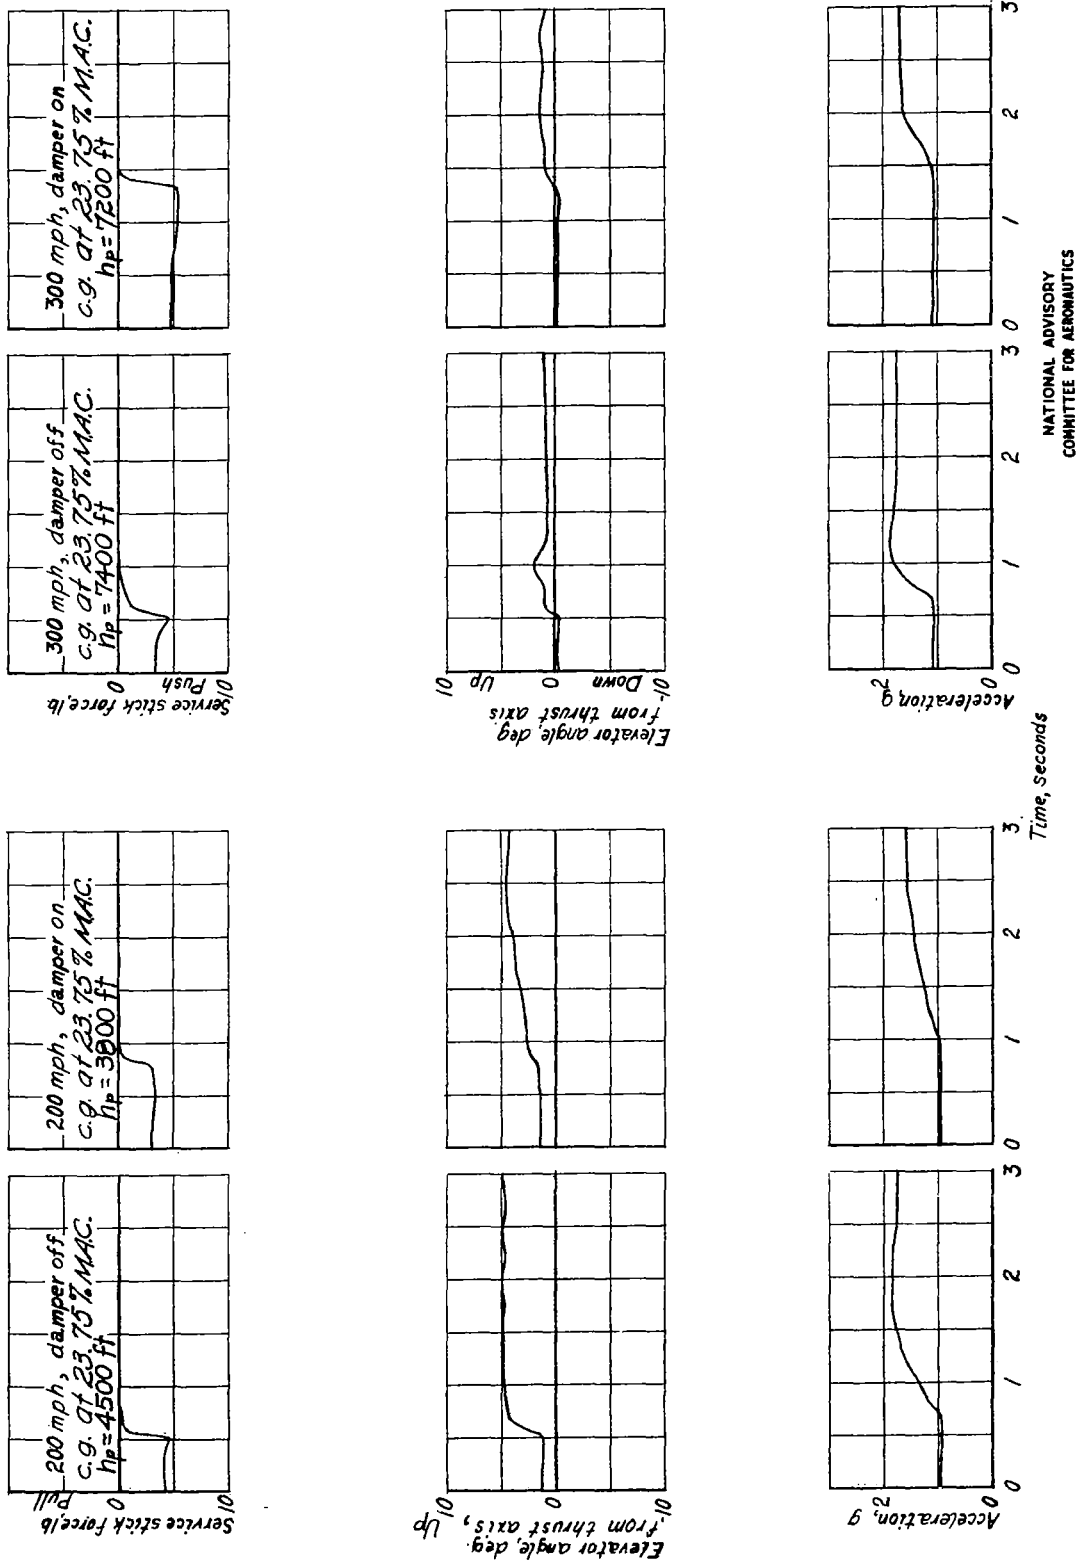 200 mph, damper off
c.g. at 23.75% M.A.C.
hp=4500 ft
200 mph, damper on
c.g. at 23.75% M.A.C.
hp=3800 ft
300 mph, damper off
c.g. at 23.75% M.A.C.
hp=7400 ft
300 mph, damper on
c.g. at 23.75% M.A.C.
hp=7200 ft
Service stick force, lb
Pull
0
10
Service stick force, lb
Push
0
10
Elevator angle, deg.
from thrust axis,
Up
10
0
10
Elevator angle, deg.
from thrust axis
Down Up
10
0
-10
Acceleration, g
2
0
0 1 2 3
0 1 2 3
Acceleration, g
2
0
0 1 2 3
0 1 2 3
Time, seconds
NATIONAL ADVISORY
COMMITTEE FOR AERONAUTICS